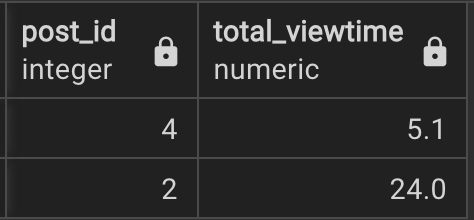 post_id total_viewtime
integer numeric
4 5.1
2 24.0